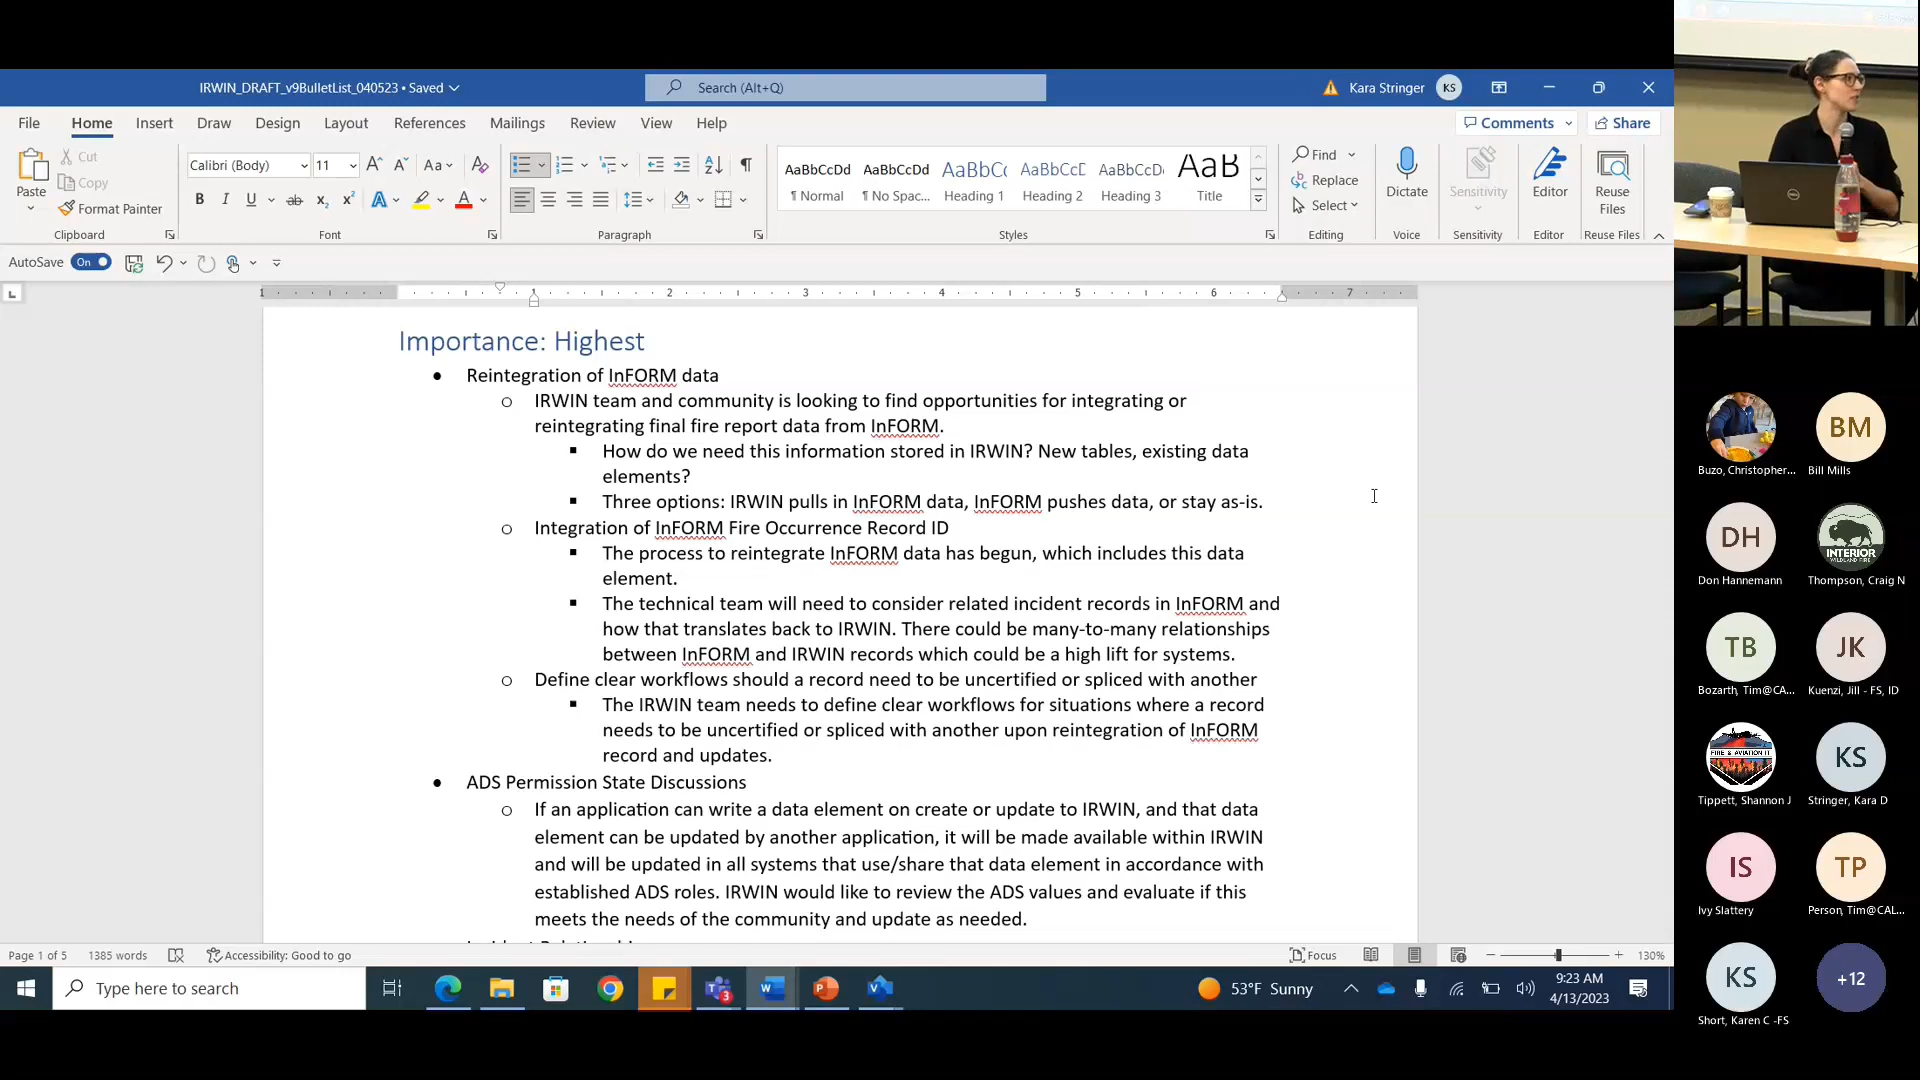 IRWIN_DRAFT_v9BulletList_040523 • Saved
Search (Alt+Q)
Kara Stringer
KS
File Home Insert Draw Design Layout References Mailings Review View Help
Comments
Share
Paste
Cut
Copy
Format Painter
Clipboard
Calibri (Body)
11
Font
Paragraph
AaBbCcDd
¶ Normal
AaBbCcDd
¶ No Spac...
AaBbCc
Heading 1
AaBbCcD
Heading 2
AaBbCcDd
Heading 3
AaB
Title
Styles
Find
Replace
Select
Editing
Dictate
Voice
Sensitivity
Sensitivity
Editor
Editor
Reuse
Files
Reuse Files
AutoSave On
1 1 2 3 4 5 6 7
Importance: Highest
• Reintegration of InFORM data
o IRWIN team and community is looking to find opportunities for integrating or
reintegrating final fire report data from InFORM.
▪ How do we need this information stored in IRWIN? New tables, existing data
elements?
▪ Three options: IRWIN pulls in InFORM data, InFORM pushes data, or stay as-is.
o Integration of InFORM Fire Occurrence Record ID
▪ The process to reintegrate InFORM data has begun, which includes this data
element.
▪ The technical team will need to consider related incident records in InFORM and
how that translates back to IRWIN. There could be many-to-many relationships
between InFORM and IRWIN records which could be a high lift for systems.
o Define clear workflows should a record need to be uncertified or spliced with another
▪ The IRWIN team needs to define clear workflows for situations where a record
needs to be uncertified or spliced with another upon reintegration of InFORM
record and updates.
• ADS Permission State Discussions
o If an application can write a data element on create or update to IRWIN, and that data
element can be updated by another application, it will be made available within IRWIN
and will be updated in all systems that use/share that data element in accordance with
established ADS roles. IRWIN would like to review the ADS values and evaluate if this
meets the needs of the community and update as needed.
Page 1 of 5
1385 words
Accessibility: Good to go
Focus
130%
Type here to search
53°F Sunny
9:23 AM
4/13/2023
Buzo, Christopher...
BM
Bill Mills
DH
Don Hannemann
INTERIOR
WILDLAND FIRE
Thompson, Craig N
TB
Bozarth, Tim@CA...
JK
Kuenzi, Jill - FS, ID
FIRE & AVIATION IT
Tippett, Shannon J
KS
Stringer, Kara D
IS
Ivy Slattery
TP
Person, Tim@CAL...
KS
Short, Karen C -FS
+12